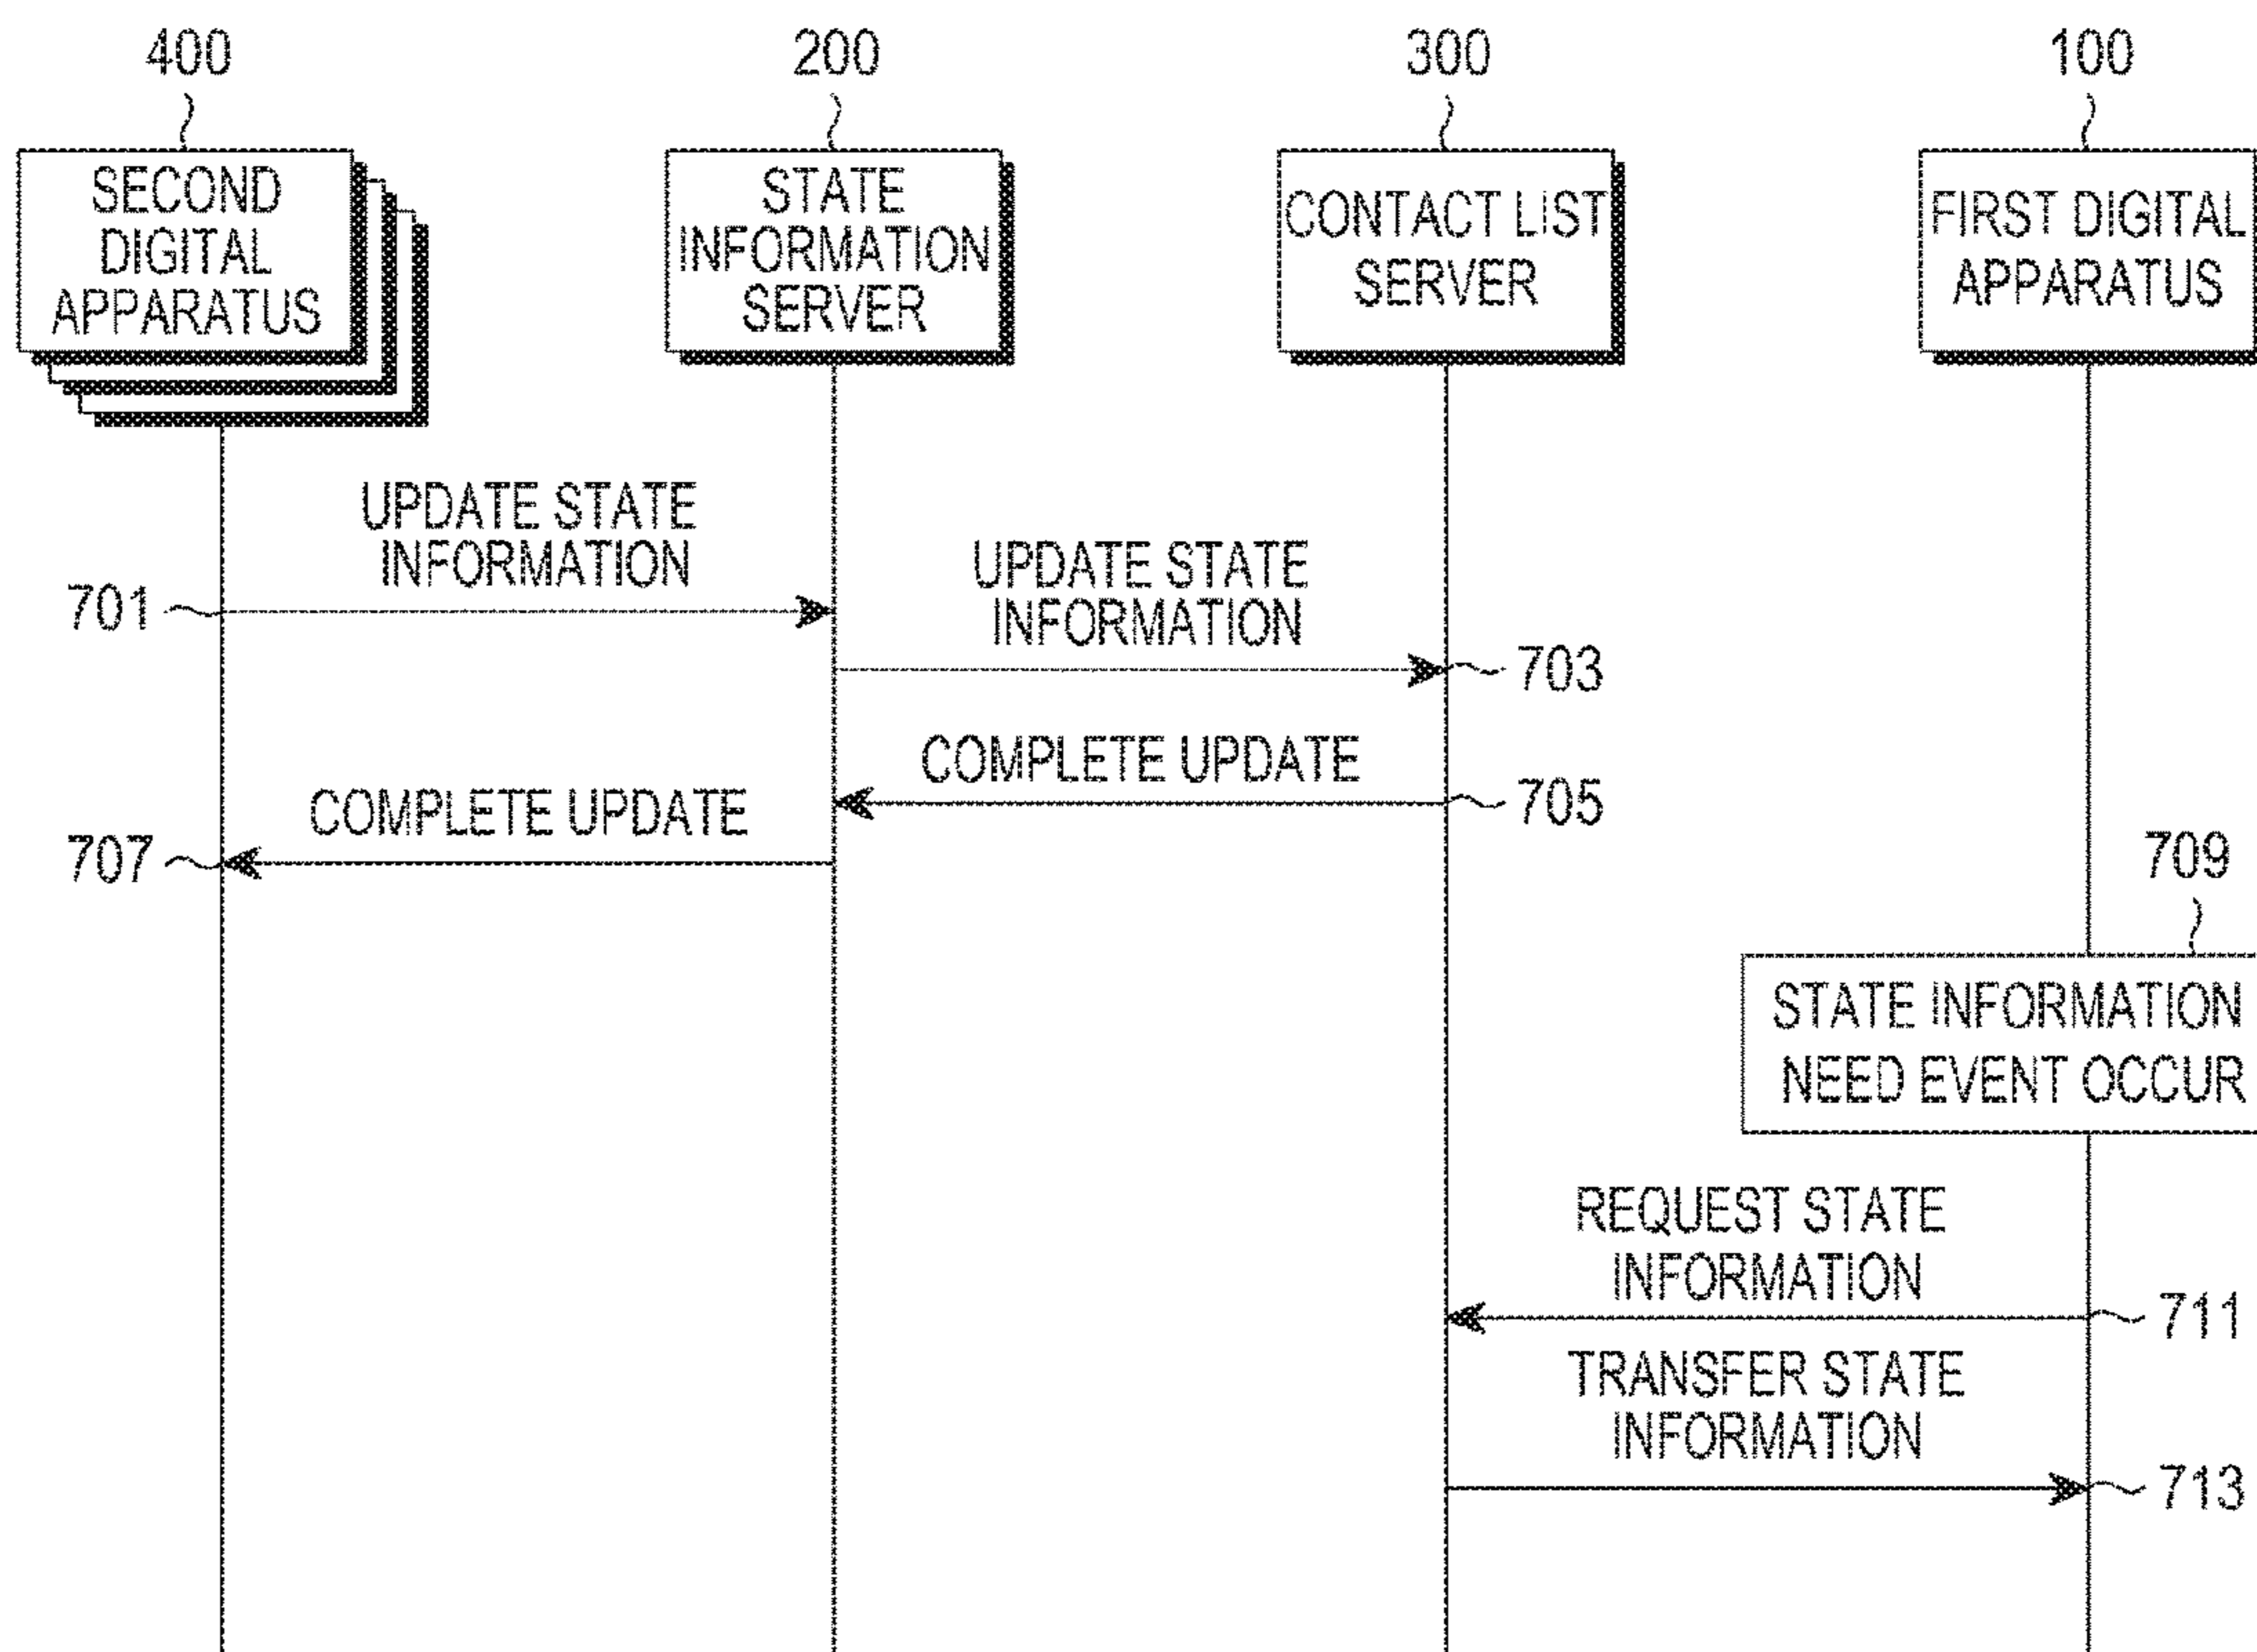 400
200
300
100
SECOND
DIGITAL
APPARATUS
STATE
INFORMATION
SERVER
CONTACT LIST
SERVER
FIRST DIGITAL
APPARATUS
UPDATE STATE
INFORMATION
701
UPDATE STATE
INFORMATION
703
COMPLETE UPDATE
705
COMPLETE UPDATE
707
709
STATE INFORMATION
NEED EVENT OCCUR
REQUEST STATE
INFORMATION
711
TRANSFER STATE
INFORMATION
713